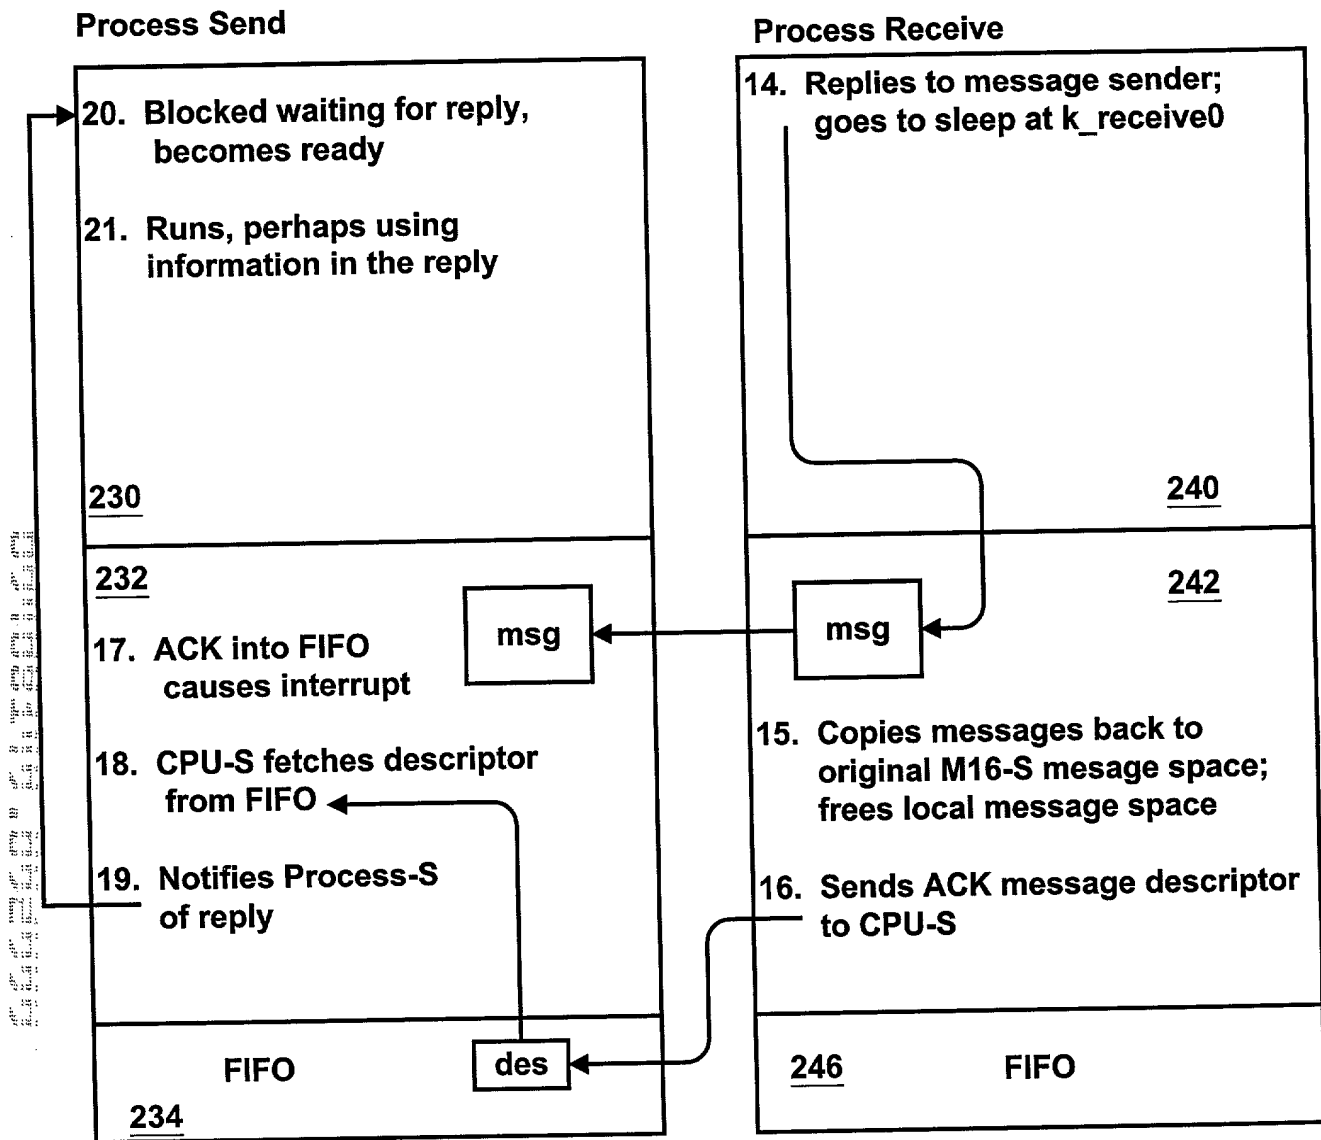 Process Send
20. Blocked waiting for reply,
becomes ready
21. Runs, perhaps using
information in the reply
230
232
msg
17. ACK into FIFO
causes interrupt
18. CPU-S fetches descriptor
from FIFO
19. Notifies Process-S
of reply
FIFO
des
234
Process Receive
14. Replies to message sender;
goes to sleep at k_receive0
240
242
msg
15. Copies messages back to
original M16-S mesage space;
frees local message space
16. Sends ACK message descriptor
to CPU-S
246
FIFO